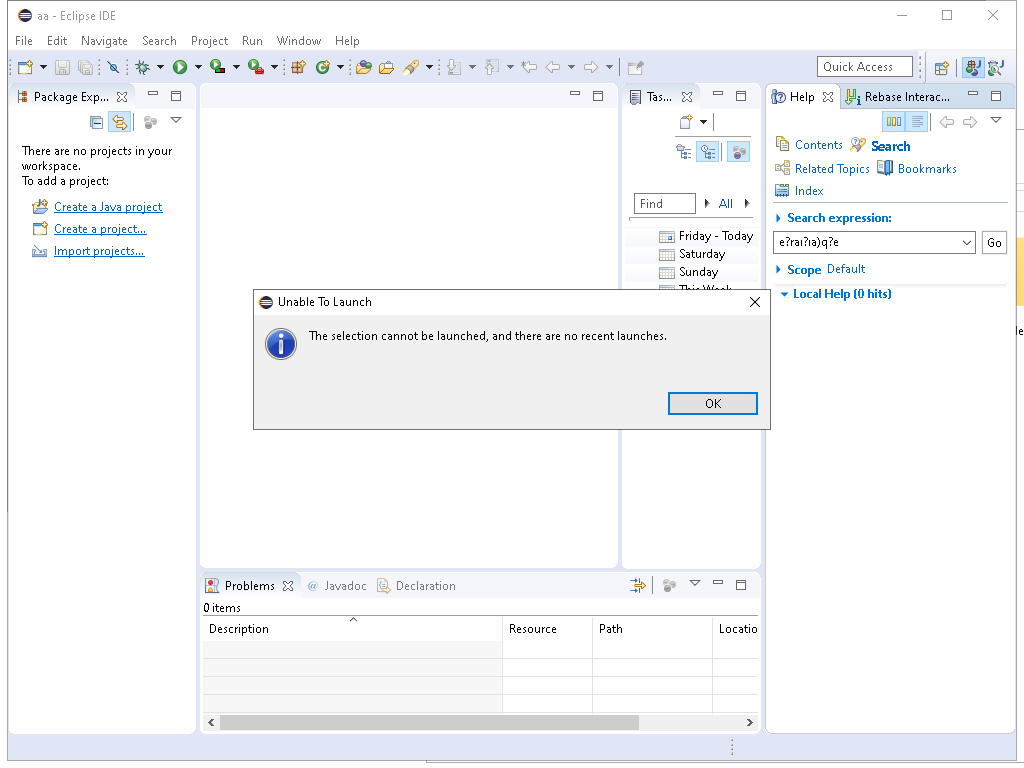 aa - Eclipse IDE
File Edit Navigate Search Project Run Window Help
Quick Access
Package Exp...
There are no projects in your
workspace.
To add a project:
Create a Java project
Create a project...
Import projects...
Tas...
Find
All
Friday - Today
Saturday
Sunday
This Week
Help
Rebase Interac...
Contents
Search
Related Topics
Bookmarks
Index
Search expression:
Go
Scope Default
Local Help (0 hits)
Unable To Launch
The selection cannot be launched, and there are no recent launches.
OK
Problems
@ Javadoc
Declaration
0 items
Description Resource Path Locatio